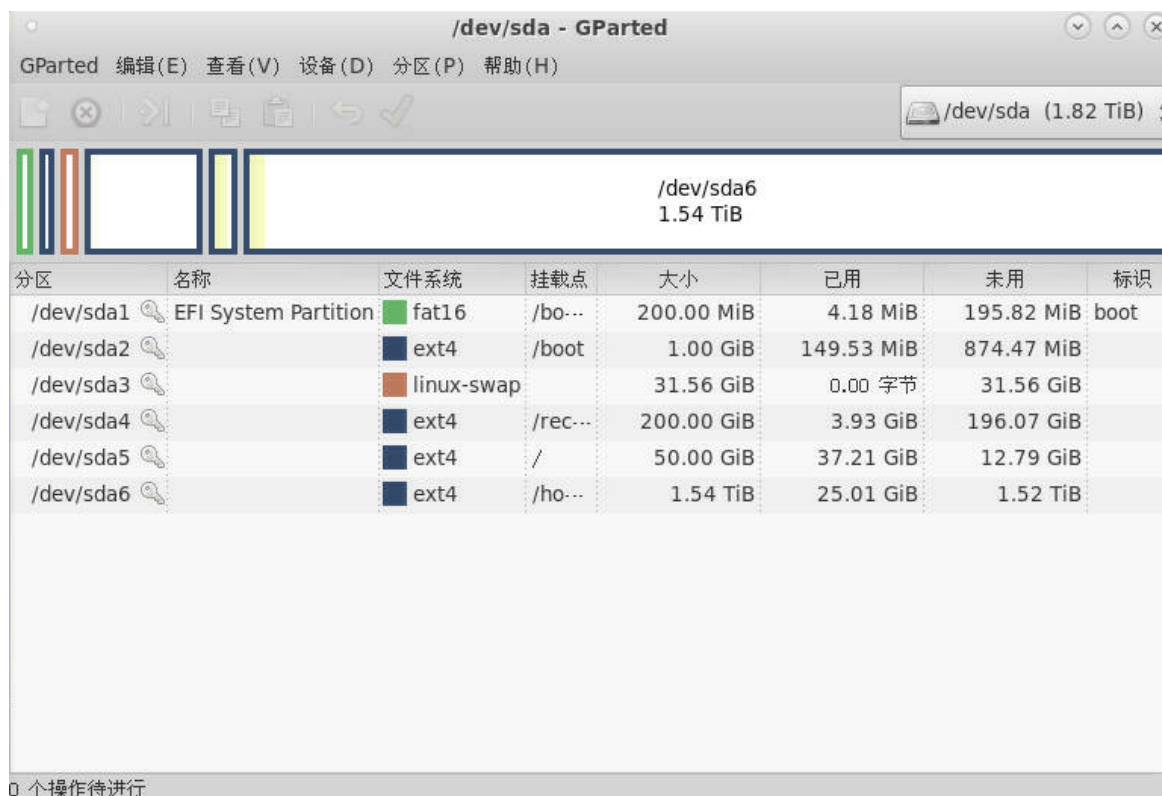 /dev/sda - GParted
GParted 编辑(E) 查看(V) 设备(D) 分区(P) 帮助(H)
/dev/sda (1.82 TiB)
/dev/sda6
1.54 TiB
分区 名称 文件系统 挂载点 大小 已用 未用 标识
/dev/sda1 EFI System Partition fat16 /bo··· 200.00 MiB 4.18 MiB 195.82 MiB boot
/dev/sda2 ext4 /boot 1.00 GiB 149.53 MiB 874.47 MiB
/dev/sda3 linux-swap 31.56 GiB 0.00 字节 31.56 GiB
/dev/sda4 ext4 /rec··· 200.00 GiB 3.93 GiB 196.07 GiB
/dev/sda5 ext4 / 50.00 GiB 37.21 GiB 12.79 GiB
/dev/sda6 ext4 /ho··· 1.54 TiB 25.01 GiB 1.52 TiB
0 个操作待进行